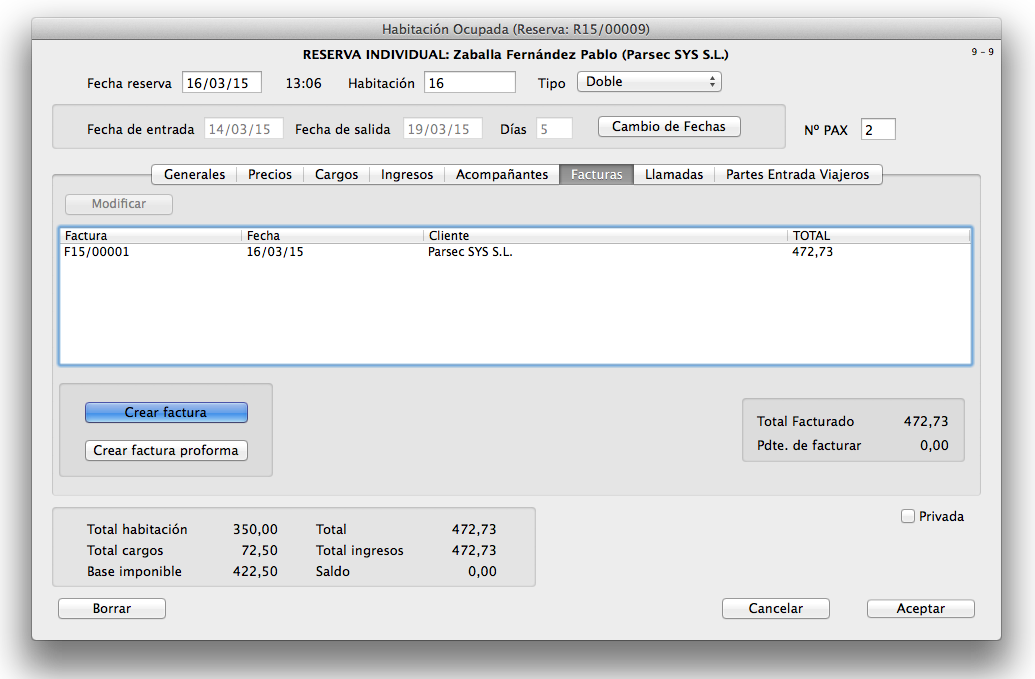 Habitación Ocupada (Reserva: R15/00009)
RESERVA INDIVIDUAL: Zaballa Fernández Pablo (Parsec SYS S.L.) 9 - 9
Fecha reserva 16/03/15 13:06 Habitación 16 Tipo Doble
Fecha de entrada 14/03/15 Fecha de salida 19/03/15 Días 5 Cambio de Fechas Nº PAX 2
Generales Precios Cargos Ingresos Acompañantes Facturas Llamadas Partes Entrada Viajeros
Modificar
Factura Fecha Cliente TOTAL
F15/00001 16/03/15 Parsec SYS S.L. 472,73
Crear factura
Crear factura proforma
Total Facturado 472,73
Pdte. de facturar 0,00
Privada
Total habitación 350,00 Total 472,73
Total cargos 72,50 Total ingresos 472,73
Base imponible 422,50 Saldo 0,00
Borrar Cancelar Aceptar